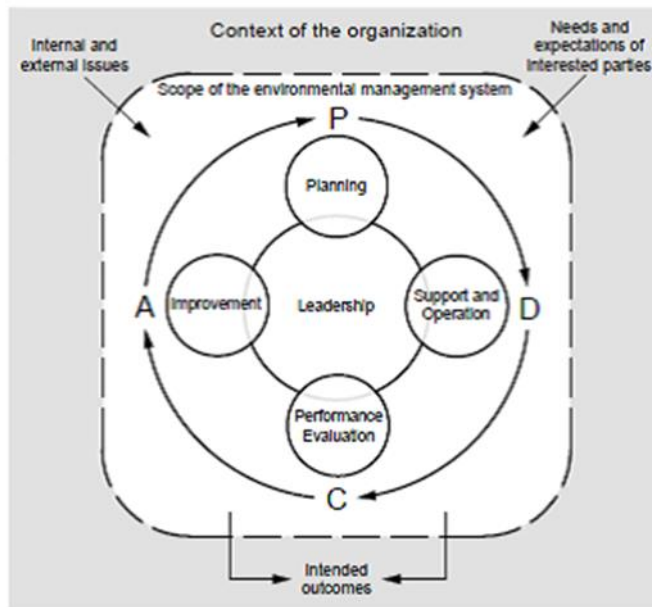 Context of the organization
Internal and
external issues
Needs and
expectations of
interested parties
Scope of the environmental management system
P
Planning
A
Improvement
Leadership
Support and
Operation
D
Performance
Evaluation
C
Intended
outcomes